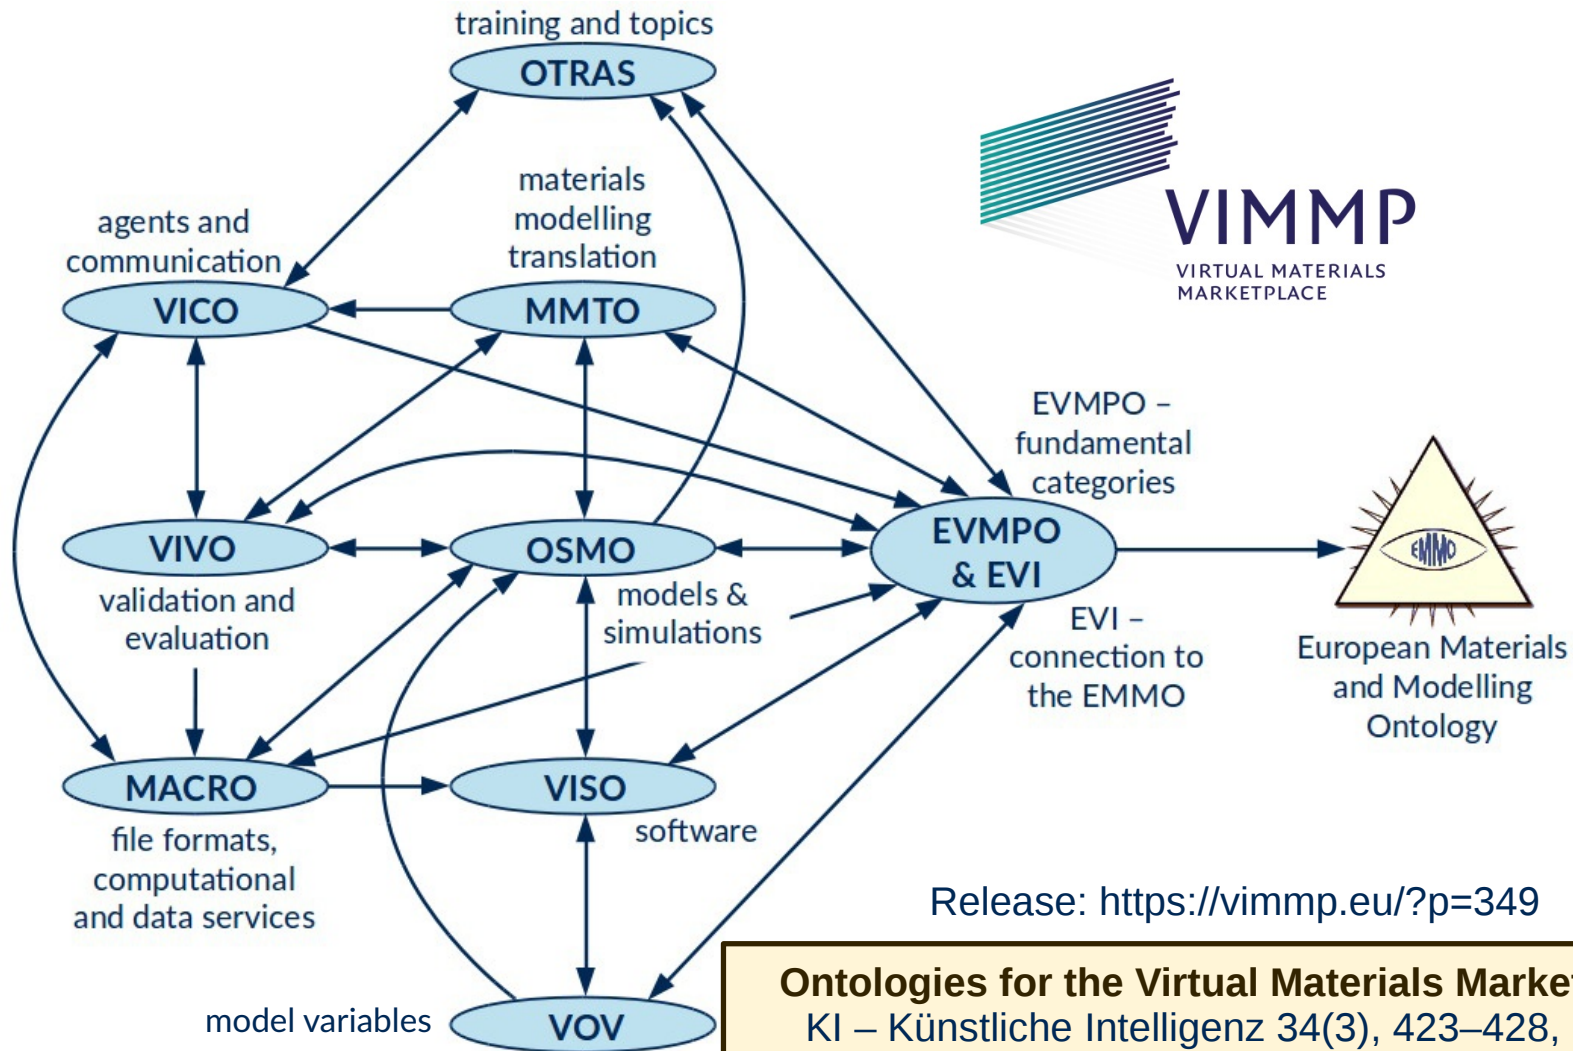 training and topics
OTRAS
materials
modelling
translation
agents and
communication
VICO
MMTO
VIMMP
VIRTUAL MATERIALS
MARKETPLACE
EVMPO –
fundamental
categories
EVMPO
& EVI
EMMO
VIVO
OSMO
validation and
evaluation
models &
simulations
EVI –
connection to
the EMMO
European Materials
and Modelling
Ontology
MACRO
VISO
file formats,
computational
and data services
software
Release: https://vimmp.eu/?p=349
model variables
VOV
Ontologies for the Virtual Materials Market
KI – Künstliche Intelligenz 34(3), 423–428,